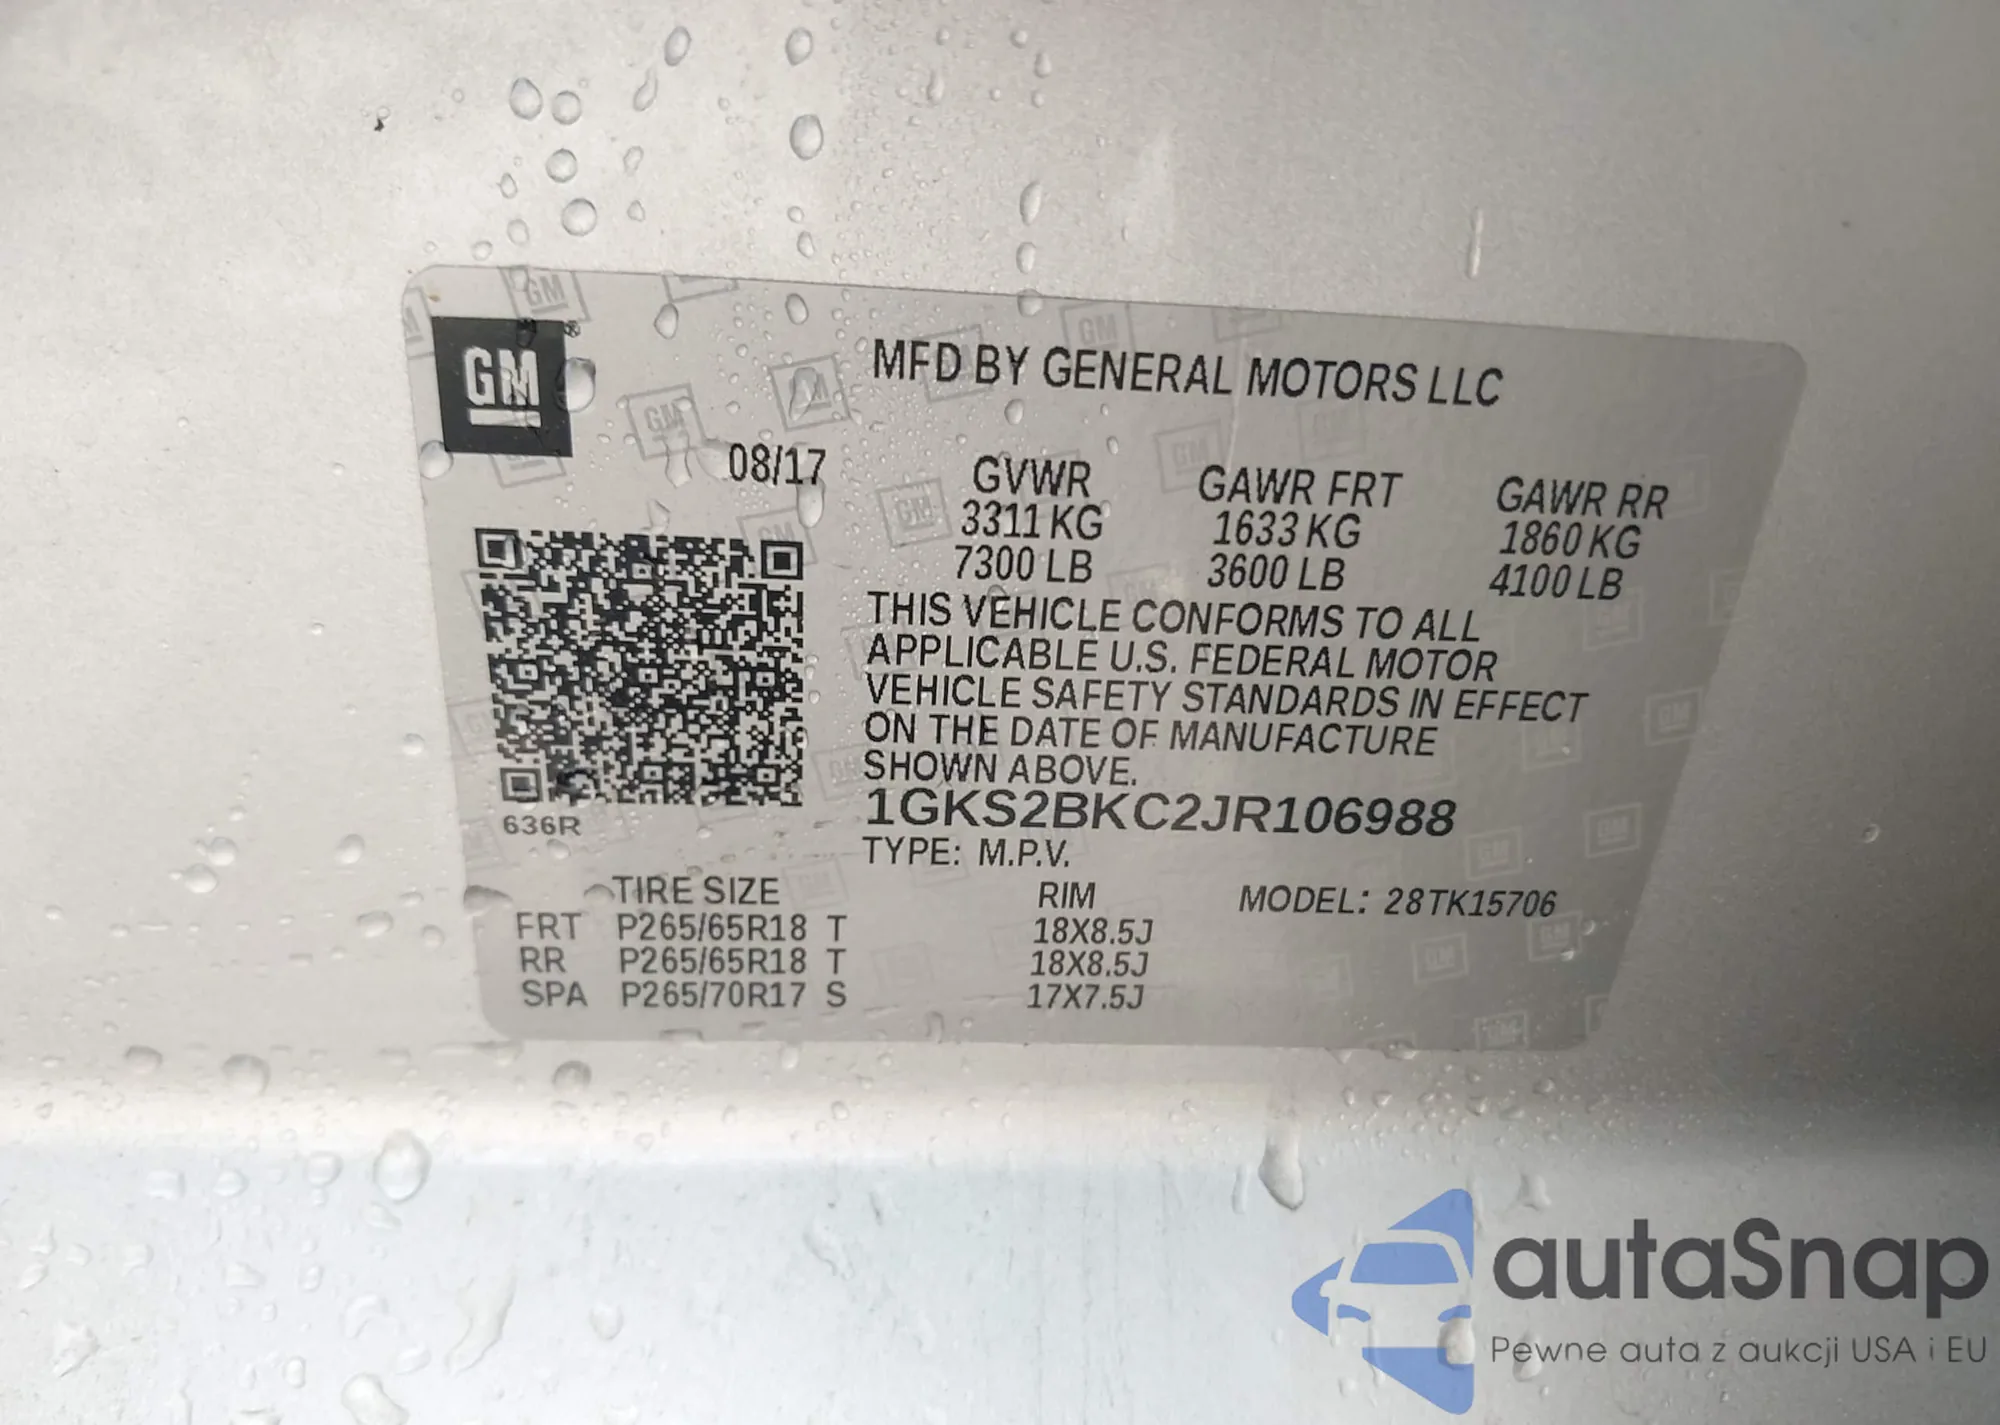 GM
MFD BY GENERAL MOTORS LLC
08/17
GVWR GAWR FRT GAWR RR
3311 KG 1633 KG 1860 KG
7300 LB 3600 LB 4100 LB
THIS VEHICLE CONFORMS TO ALL
APPLICABLE U.S. FEDERAL MOTOR
VEHICLE SAFETY STANDARDS IN EFFECT
ON THE DATE OF MANUFACTURE
SHOWN ABOVE.
1GKS2BKC2JR106988
636R
TYPE: M.P.V.
TIRE SIZE RIM MODEL: 28TK15706
FRT P265/65R18 T 18X8.5J
RR P265/65R18 T 18X8.5J
SPA P265/70R17 S 17X7.5J
autaSnap
Pewne auta z aukcji USA i EU